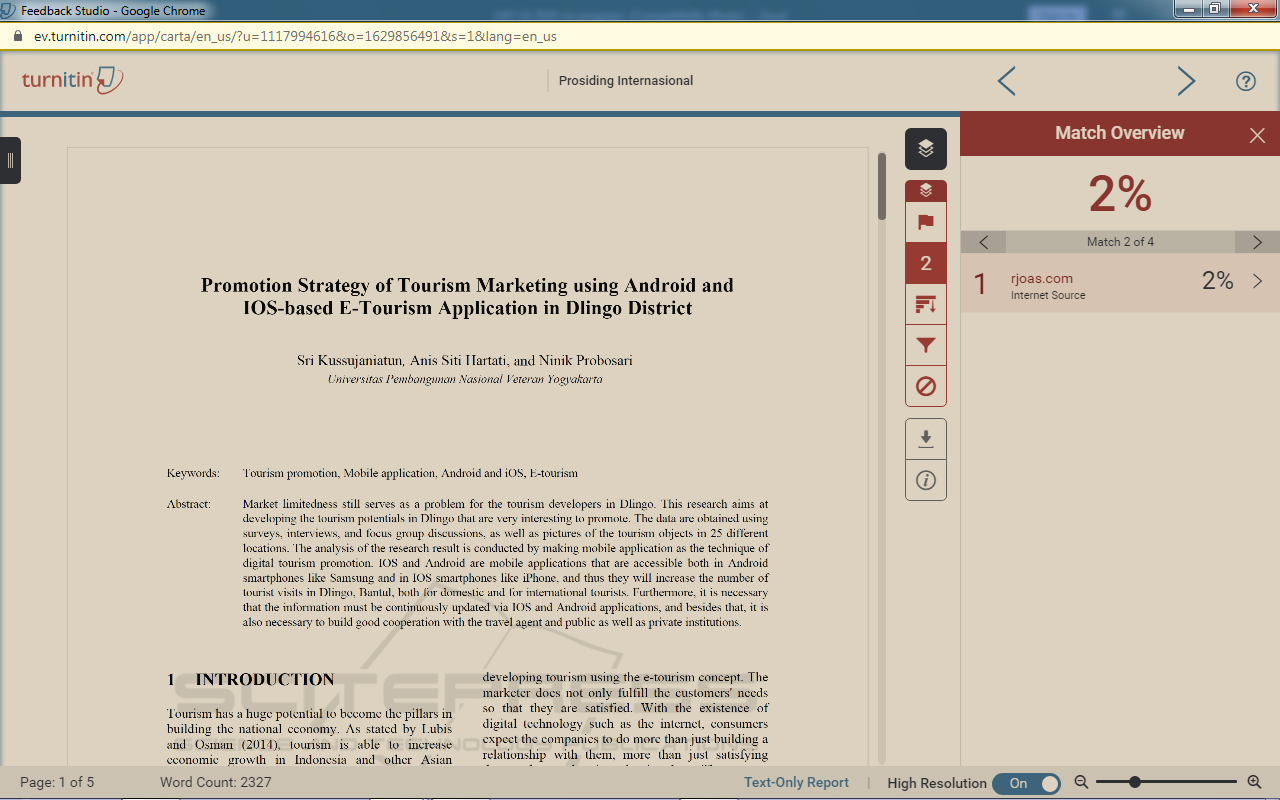 Feedback Studio - Google Chrome
ev.turnitin.com/app/carta/en_us/?u=1117994616&o=1629856491&s=1&lang=en_us
turnitin
Prosiding Internasional
?
Match Overview
2%
Match 2 of 4
1 rjoas.com 2%
Internet Source
2
Promotion Strategy of Tourism Marketing using Android and
IOS-based E-Tourism Application in Dlingo District
Sri Kussujaniatun, Anis Siti Hartati, and Ninik Probosari
Universitas Pembangunan Nasional Veteran Yogyakarta
Keywords: Tourism promotion, Mobile application, Android and iOS, E-tourism
Abstract: Market limitedness still serves as a problem for the tourism developers in Dlingo. This research aims at
developing the tourism potentials in Dlingo that are very interesting to promote. The data are obtained using
surveys, interviews, and focus group discussions, as well as pictures of the tourism objects in 25 different
locations. The analysis of the research result is conducted by making mobile application as the technique of
digital tourism promotion. IOS and Android are mobile applications that are accessible both in Android
smartphones like Samsung and in IOS smartphones like iPhone, and thus they will increase the number of
tourist visits in Dlingo, Bantul, both for domestic and for international tourists. Furthermore, it is necessary
that the information must be continuously updated via IOS and Android applications, and besides that, it is
also necessary to build good cooperation with the travel agent and public as well as private institutions.
1 INTRODUCTION
Tourism has a huge potential to become the pillars in
building the national economy. As stated by Lubis
and Osman (2014), tourism is able to increase
economic growth in Indonesia and other Asian
developing tourism using the e-tourism concept. The
marketer does not only fulfill the customers' needs
so that they are satisfied. With the existence of
digital technology such as the internet, consumers
expect the companies to do more than just building a
relationship with them, more than just satisfying
SCITEPRESS
SCIENCE AND TECHNOLOGY PUBLICATIONS
Page: 1 of 5
Word Count: 2327
Text-Only Report
High Resolution
On